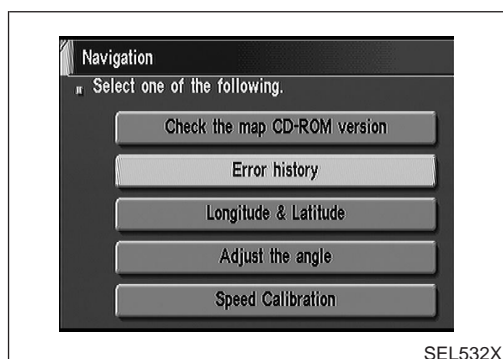 Navigation
Select one of the following.
Check the map CD-ROM version
Error history
Longitude & Latitude
Adjust the angle
Speed Calibration
SEL532X